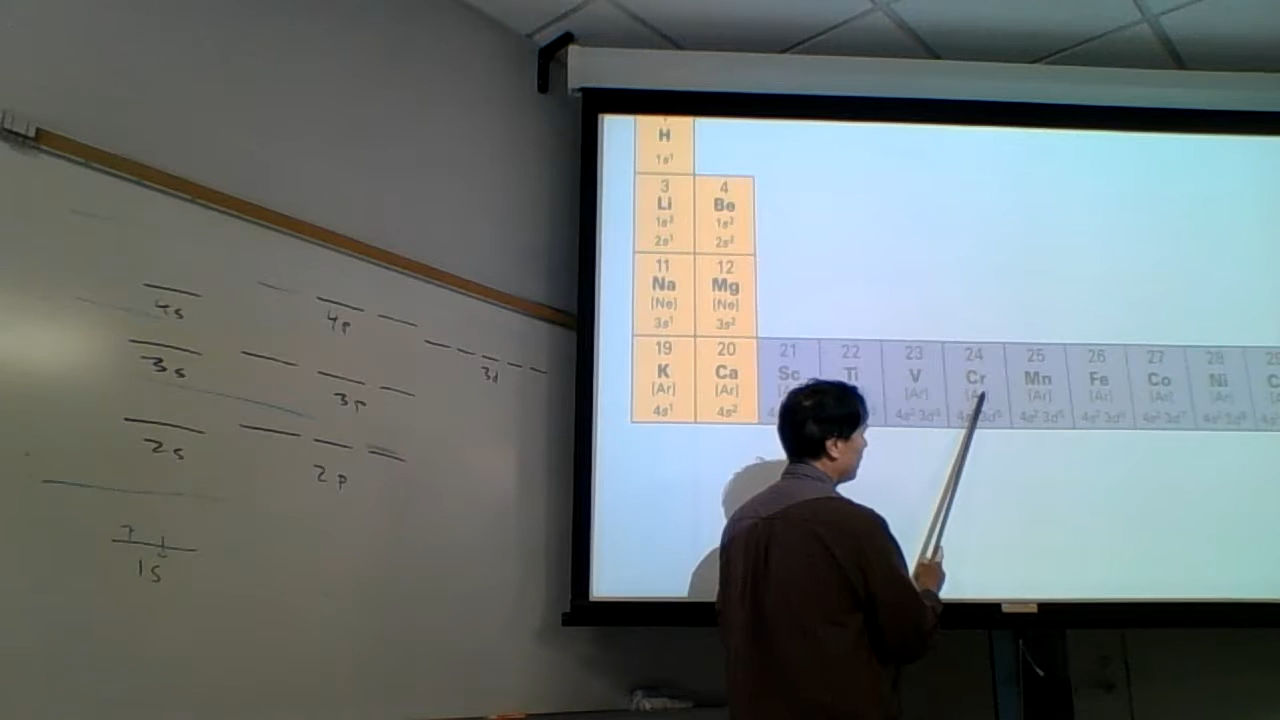 4s
4p
3s
3p
3d
2s
2p
1s
H
1s¹
3
Li
1s²
2s¹
4
Be
1s²
2s²
11
Na
[Ne]
3s¹
12
Mg
[Ne]
3s²
19
K
[Ar]
4s¹
20
Ca
[Ar]
4s²
21
Sc
22
Ti
23
V
[Ar]
4s² 3d³
24
Cr
25
Mn
[Ar]
4s² 3d⁵
26
Fe
[Ar]
4s² 3d⁶
27
Co
[Ar]
4s² 3d⁷
28
Ni
[Ar]
4s² 3d⁸